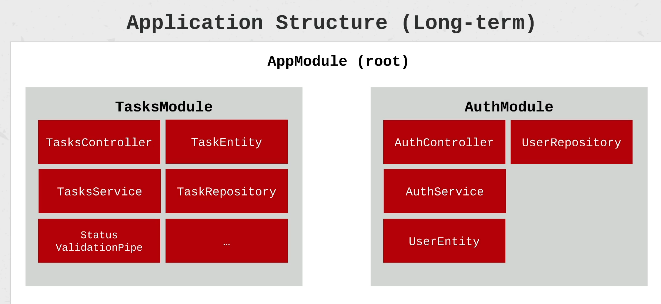 Application Structure (Long-term)
AppModule (root)
TasksModule
TasksController
TaskEntity
TasksService
TaskRepository
Status
ValidationPipe
…
AuthModule
AuthController
UserRepository
AuthService
UserEntity